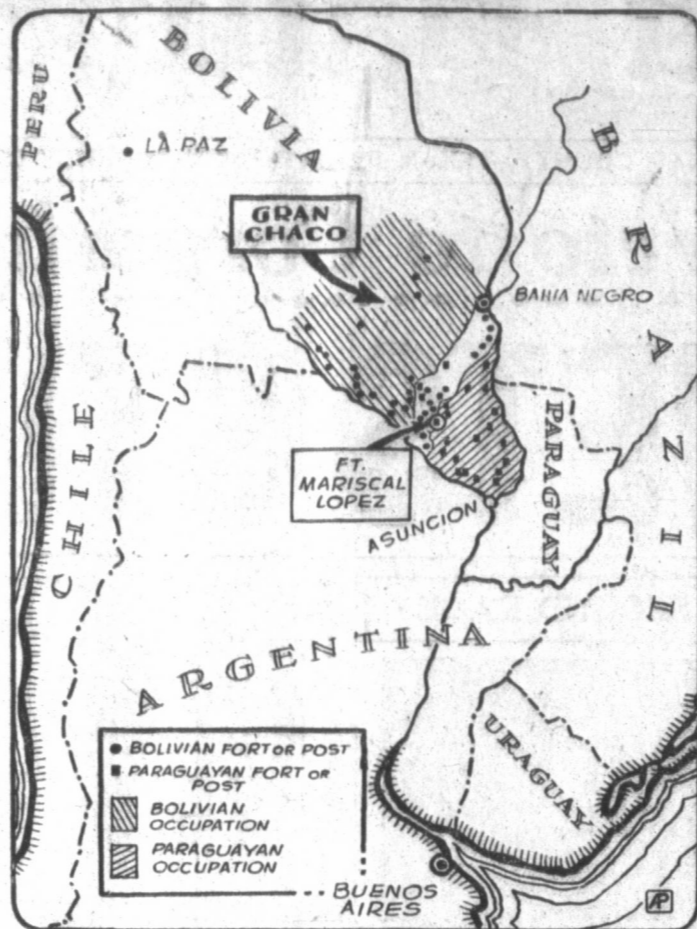 PERU
BOLIVIA
LA PAZ
GRAN
CHACO
BAHIA NEGRO
BRAZIL
CHILE
FT.
MARISCAL
LOPEZ
PARAGUAY
ASUNCION
ARGENTINA
URAGUAY
BOLIVIAN FORT OR POST
PARAGUAYAN FORT OR
POST
BOLIVIAN
OCCUPATION
PARAGUAYAN
OCCUPATION
BUENOS
AIRES
AP